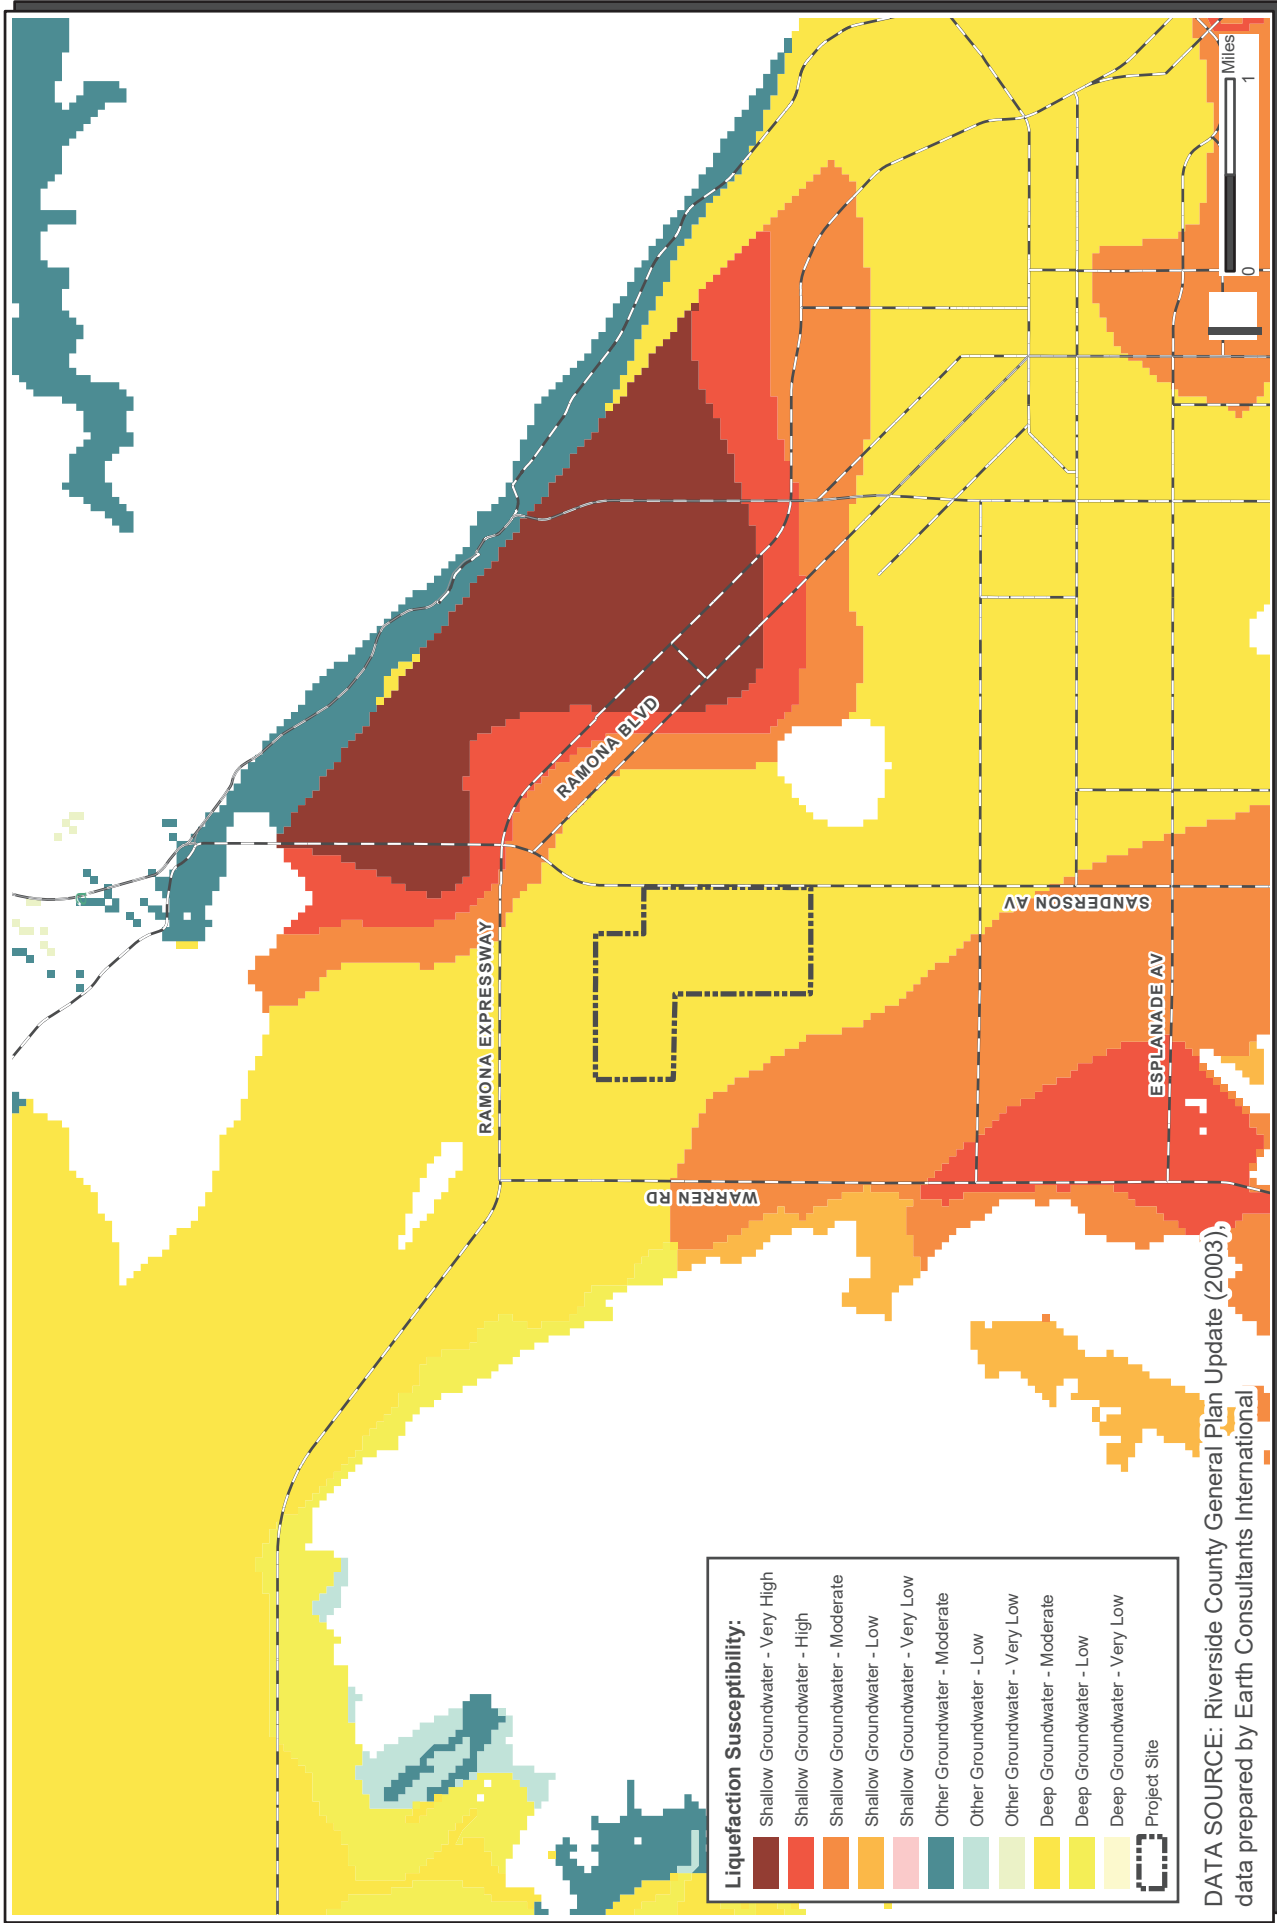 RAMONA EXPRESSWAY
RAMONA BLVD
SANDERSON AV
WARREN RD
ESPLANADE AV
Miles
0
1
Liquefaction Susceptibility:
Shallow Groundwater - Very High
Shallow Groundwater - High
Shallow Groundwater - Moderate
Shallow Groundwater - Low
Shallow Groundwater - Very Low
Other Groundwater - Moderate
Other Groundwater - Low
Other Groundwater - Very Low
Deep Groundwater - Moderate
Deep Groundwater - Low
Deep Groundwater - Very Low
Project Site
DATA SOURCE: Riverside County General Plan Update (2003),
data prepared by Earth Consultants International